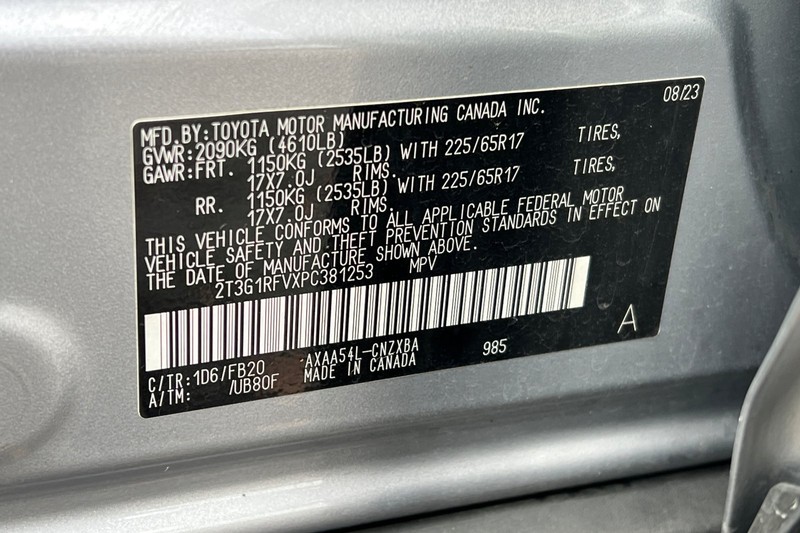 08/23
MFD.BY:TOYOTA MOTOR MANUFACTURING CANADA INC.
GVWR:2090KG (4610LB)
GAWR:FRT. 1150KG (2535LB) WITH 225/65R17 TIRES,
17X7.0J RIMS.
RR. 1150KG (2535LB) WITH 225/65R17 TIRES,
17X7.0J RIMS.
THIS VEHICLE CONFORMS TO ALL APPLICABLE FEDERAL MOTOR
VEHICLE SAFETY AND THEFT PREVENTION STANDARDS IN EFFECT ON
THE DATE OF MANUFACTURE SHOWN ABOVE.
2T3G1RFVXPC381253 MPV
A
C/TR:1D6/FB20 AXAA54L-CNZXBA 985
A/TM: /UB80F MADE IN CANADA